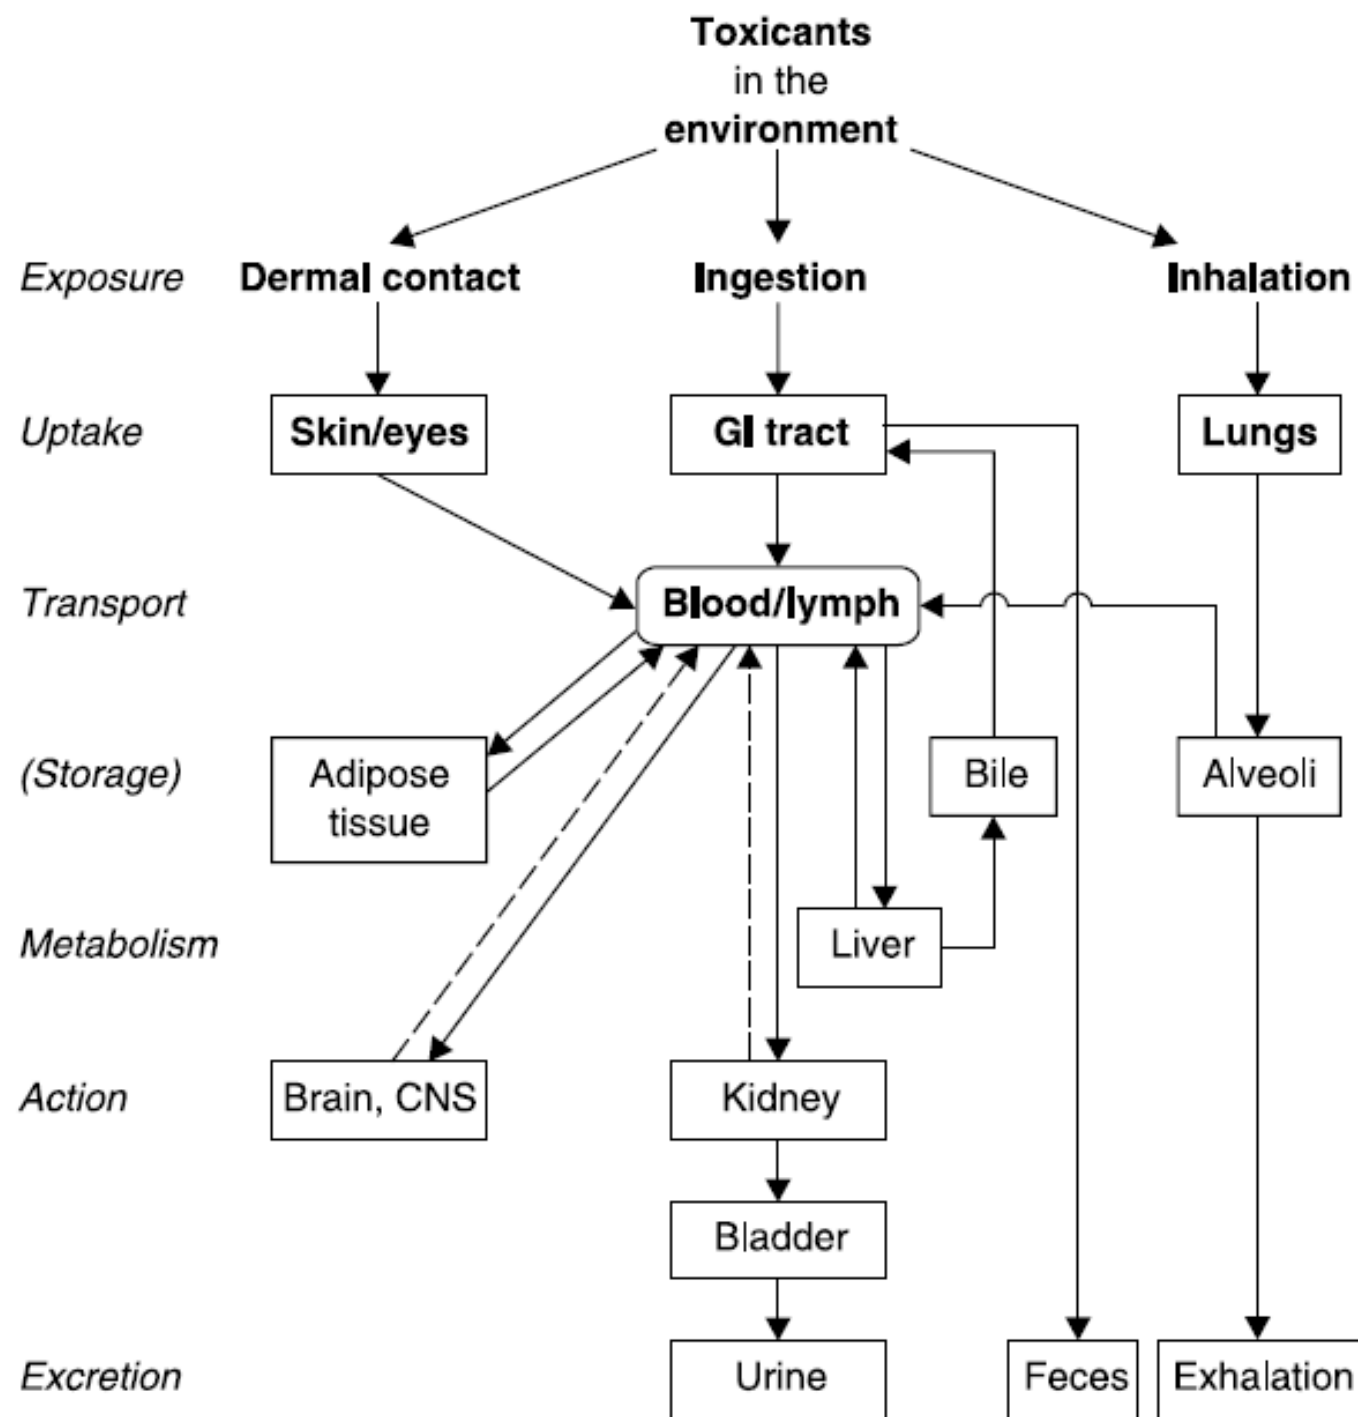 Toxicants
in the
environment
Exposure Dermal contact Ingestion Inhalation
Uptake Skin/eyes GI tract Lungs
Transport Blood/lymph
(Storage) Adipose tissue Bile Alveoli
Metabolism Liver
Action Brain, CNS Kidney
Bladder
Excretion Urine Feces Exhalation